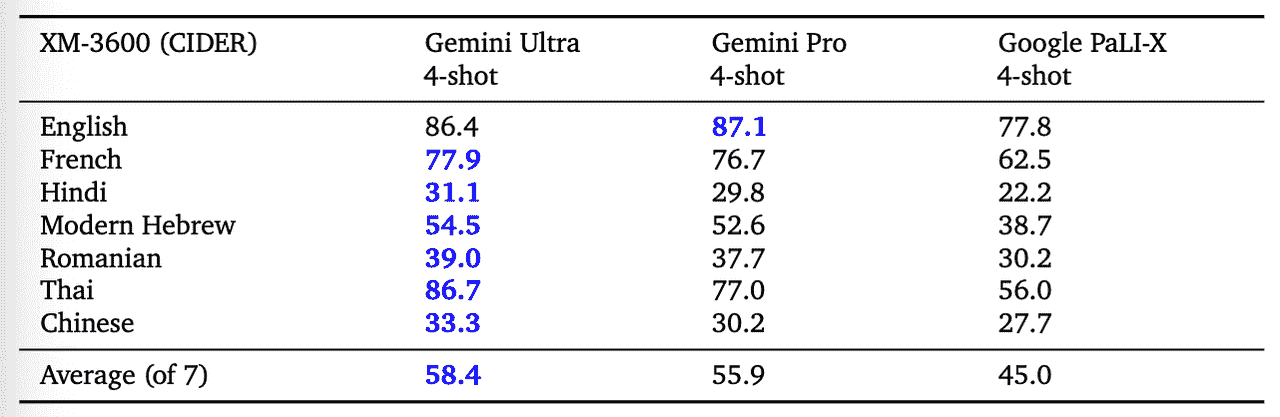 XM-3600 (CIDER) Gemini Ultra Gemini Pro Google PaLI-X
4-shot 4-shot 4-shot
English 86.4 87.1 77.8
French 77.9 76.7 62.5
Hindi 31.1 29.8 22.2
Modern Hebrew 54.5 52.6 38.7
Romanian 39.0 37.7 30.2
Thai 86.7 77.0 56.0
Chinese 33.3 30.2 27.7
Average (of 7) 58.4 55.9 45.0